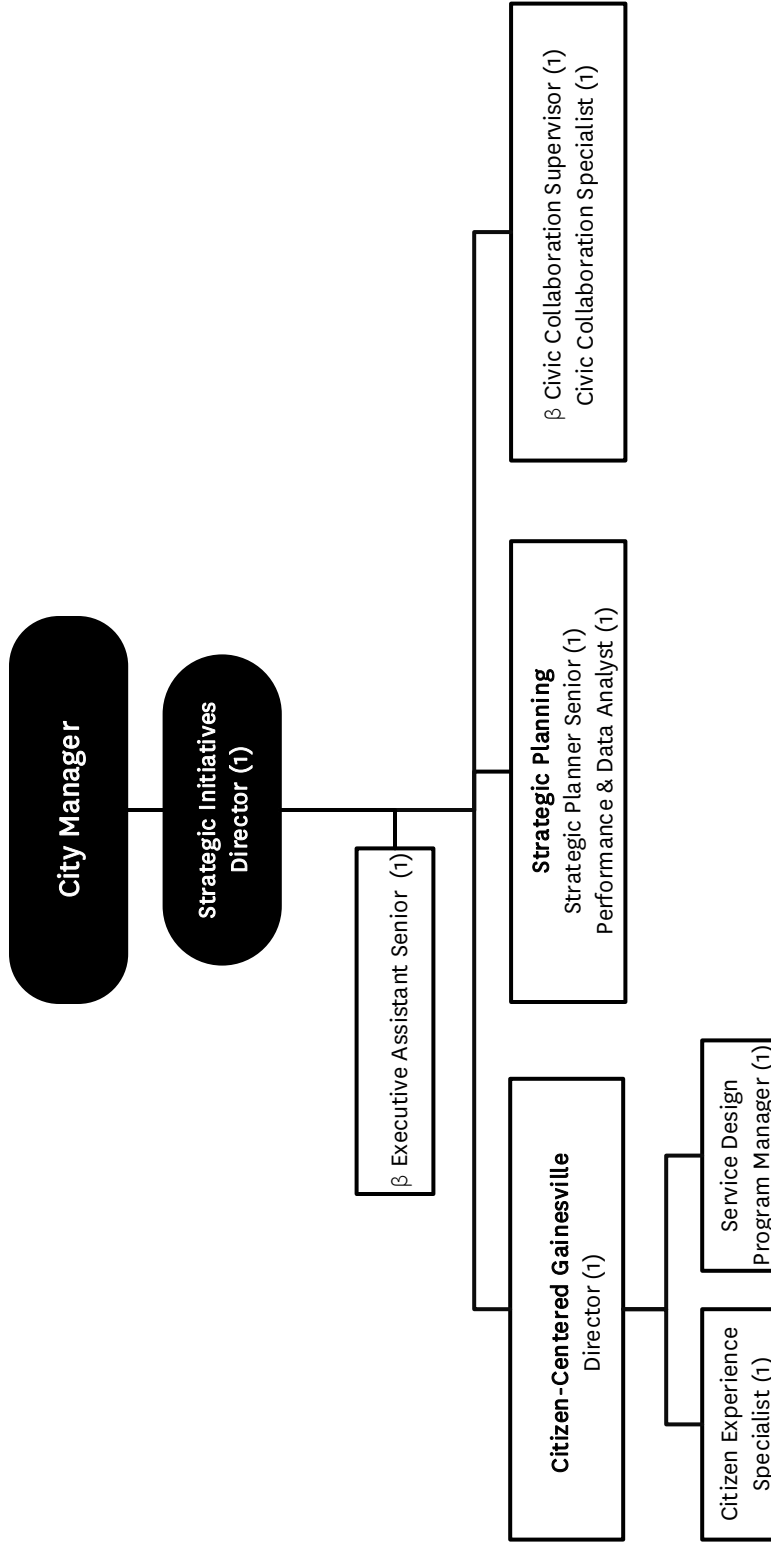 City Manager
Strategic Initiatives
Director (1)
β Executive Assistant Senior (1)
Citizen-Centered Gainesville
Director (1)
Strategic Planning
Strategic Planner Senior (1)
Performance & Data Analyst (1)
β Civic Collaboration Supervisor (1)
Civic Collaboration Specialist (1)
Citizen Experience
Specialist (1)
Service Design
Program Manager (1)